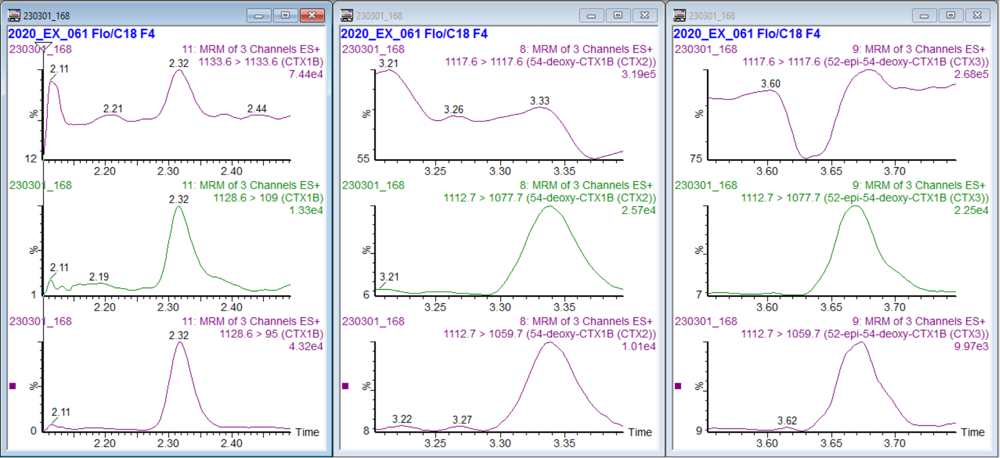 230301_168
2020_EX_061 Flo/C18 F4
230301_168
11: MRM of 3 Channels ES+
1133.6 > 1133.6 (CTX1B)
7.44e4
2.11
2.21
2.32
2.44
%
12
2.20
2.30
2.40
230301_168
11: MRM of 3 Channels ES+
1128.6 > 109 (CTX1B)
1.33e4
2.11
2.19
2.32
%
1
2.20
2.30
2.40
230301_168
11: MRM of 3 Channels ES+
1128.6 > 95 (CTX1B)
4.32e4
2.11
2.32
%
0
Time
2.20
2.30
2.40
230301_168
2020_EX_061 Flo/C18 F4
230301_168
8: MRM of 3 Channels ES+
1117.6 > 1117.6 (54-deoxy-CTX1B (CTX2))
3.19e5
3.21
3.26
3.33
%
55
3.25
3.30
3.35
230301_168
8: MRM of 3 Channels ES+
1112.7 > 1077.7 (54-deoxy-CTX1B (CTX2))
2.57e4
3.21
%
6
3.25
3.30
3.35
230301_168
8: MRM of 3 Channels ES+
1112.7 > 1059.7 (54-deoxy-CTX1B (CTX2))
1.01e4
3.22
3.27
%
8
Time
3.25
3.30
3.35
230301_168
2020_EX_061 Flo/C18 F4
230301_168
9: MRM of 3 Channels ES+
1117.6 > 1117.6 (52-epi-54-deoxy-CTX1B (CTX3))
2.68e5
3.60
%
75
3.60
3.65
3.70
230301_168
9: MRM of 3 Channels ES+
1112.7 > 1077.7 (52-epi-54-deoxy-CTX1B (CTX3))
2.25e4
%
7
3.60
3.65
3.70
230301_168
9: MRM of 3 Channels ES+
1112.7 > 1059.7 (52-epi-54-deoxy-CTX1B (CTX3))
9.97e3
3.62
%
9
Time
3.60
3.65
3.70